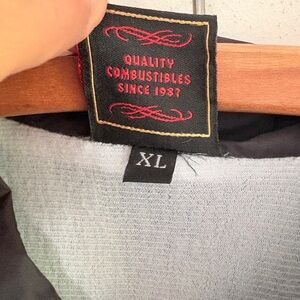 QUALITY
COMBUSTIBLES
SINCE 1987
XL